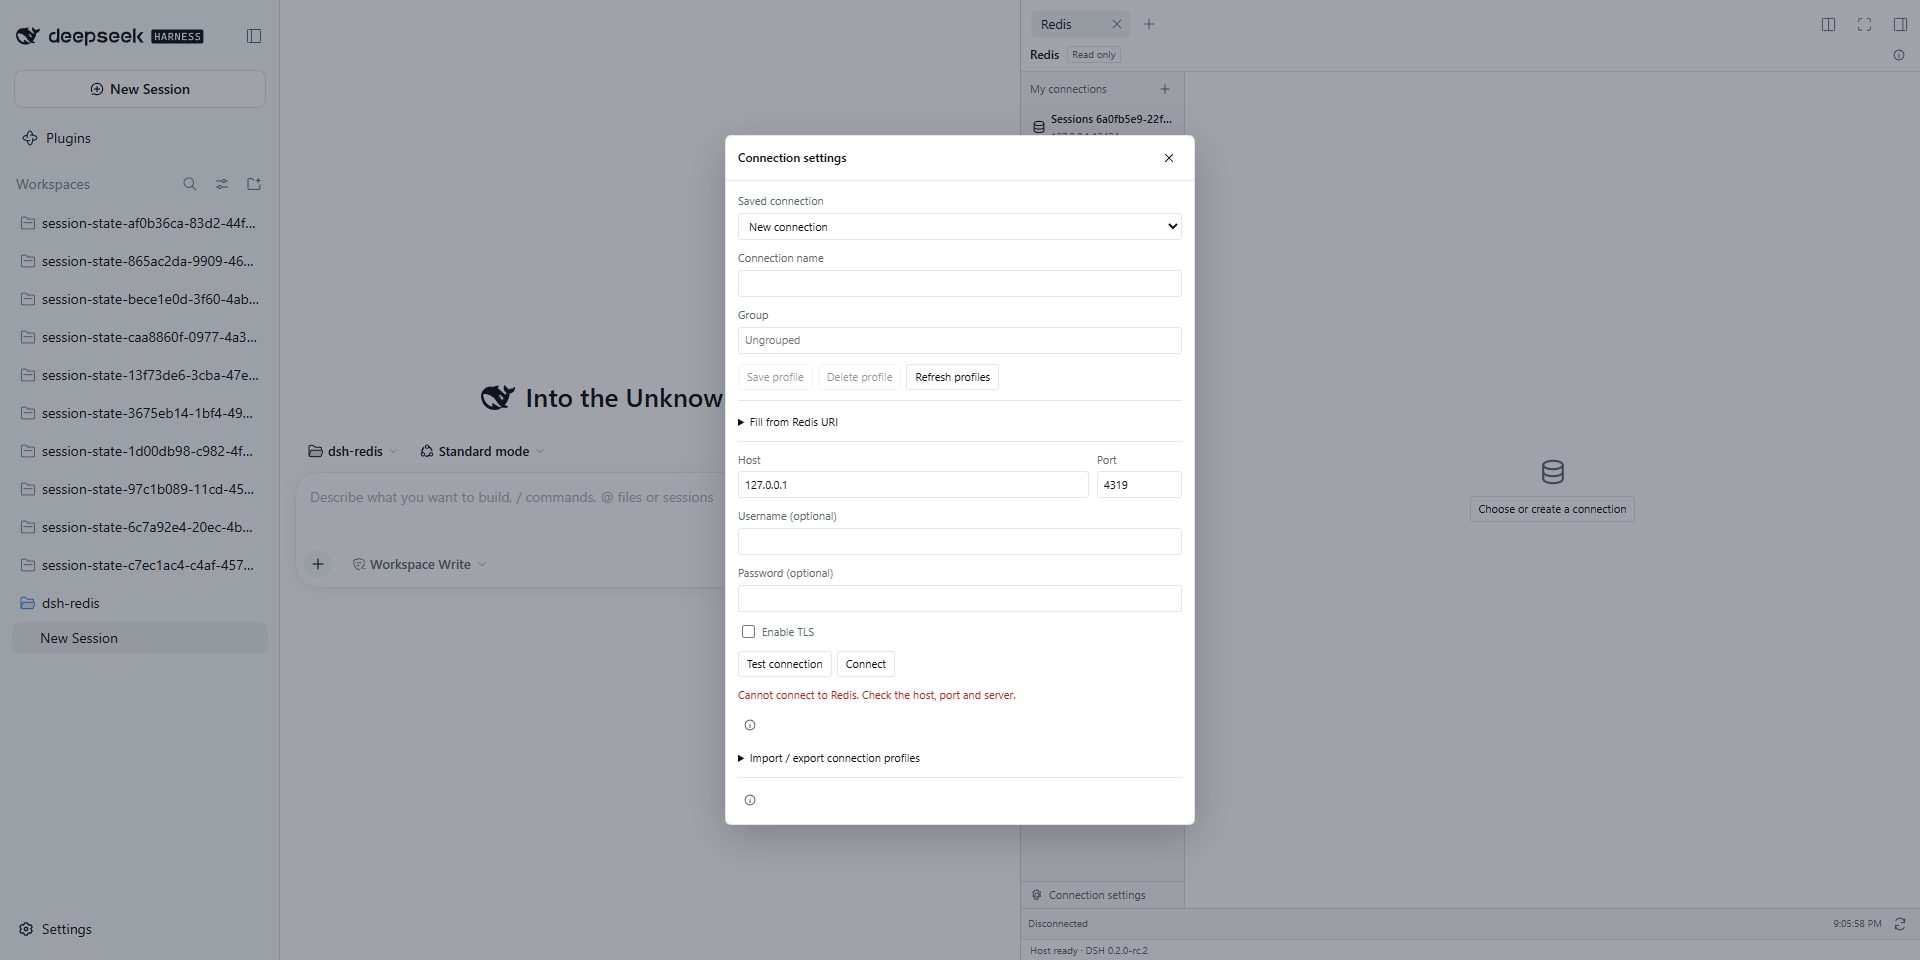 deepseek HARNESS
New Session
Plugins
Workspaces
session-state-af0b36ca-83d2-44f...
session-state-865ac2da-9909-46...
session-state-bece1e0d-3f60-4ab...
session-state-caa8860f-0977-4a3...
session-state-13f73de6-3cba-47e...
session-state-3675eb14-1bf4-49...
session-state-1d00db98-c982-4f...
session-state-97c1b089-11cd-45...
session-state-6c7a92e4-20ec-4b...
session-state-c7ec1ac4-c4af-457...
dsh-redis
New Session
Settings
Into the Unknow
dsh-redis
Standard mode
Describe what you want to build, / commands, @ files or sessions
Workspace Write
Connection settings
Saved connection
New connection
Connection name
Group
Ungrouped
Save profile
Delete profile
Refresh profiles
Fill from Redis URI
Host
Port
127.0.0.1
4319
Username (optional)
Password (optional)
Enable TLS
Test connection
Connect
Cannot connect to Redis. Check the host, port and server.
Import / export connection profiles
Redis
Redis Read only
My connections
Sessions 6a0fb5e9-22f...
Choose or create a connection
Connection settings
Disconnected
9:05:58 PM
Host ready · DSH 0.2.0-rc.2